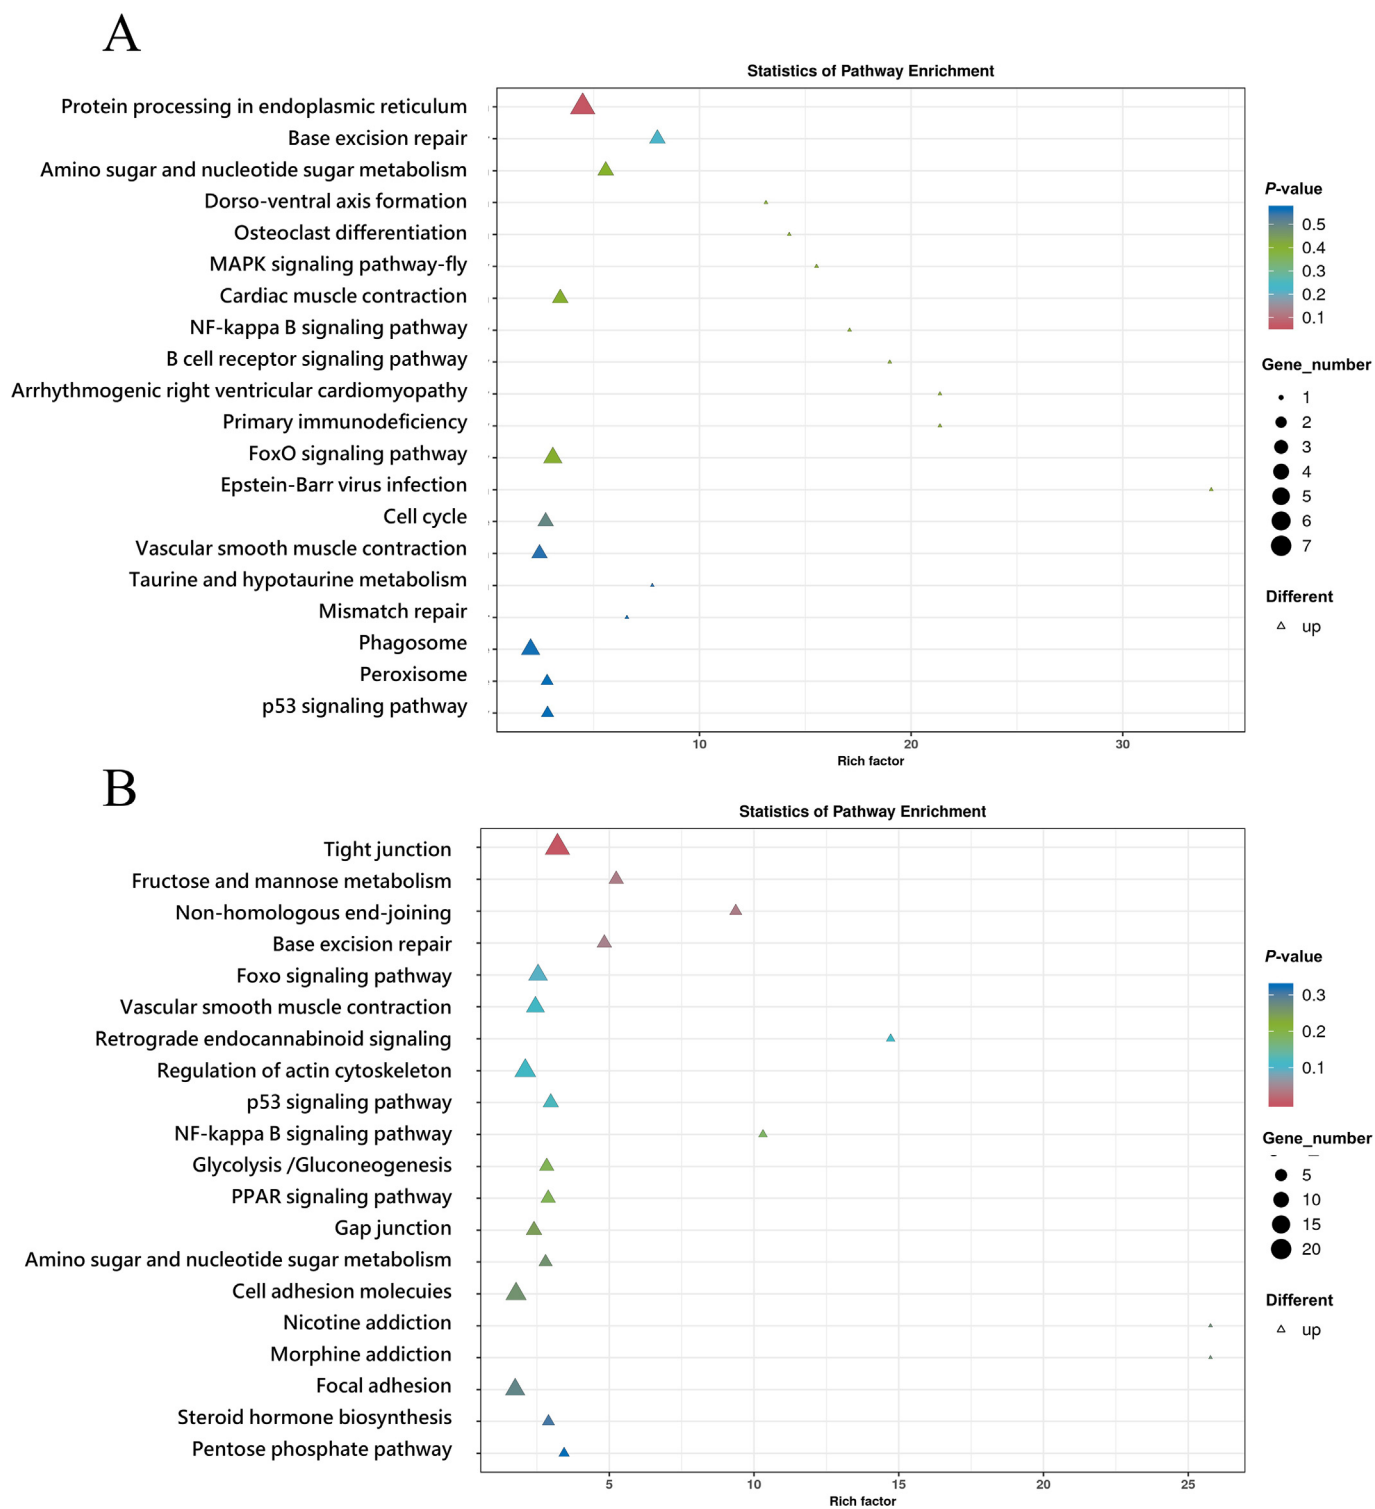 A
Statistics of Pathway Enrichment
Protein processing in endoplasmic reticulum
Base excision repair
Amino sugar and nucleotide sugar metabolism
Dorso-ventral axis formation
Osteoclast differentiation
MAPK signaling pathway-fly
Cardiac muscle contraction
NF-kappa B signaling pathway
B cell receptor signaling pathway
Arrhythmogenic right ventricular cardiomyopathy
Primary immunodeficiency
FoxO signaling pathway
Epstein-Barr virus infection
Cell cycle
Vascular smooth muscle contraction
Taurine and hypotaurine metabolism
Mismatch repair
Phagosome
Peroxisome
p53 signaling pathway
10 20 30
Rich factor
P-value
0.5
0.4
0.3
0.2
0.1
Gene_number
1
2
3
4
5
6
7
Different
up
B
Statistics of Pathway Enrichment
Tight junction
Fructose and mannose metabolism
Non-homologous end-joining
Base excision repair
Foxo signaling pathway
Vascular smooth muscle contraction
Retrograde endocannabinoid signaling
Regulation of actin cytoskeleton
p53 signaling pathway
NF-kappa B signaling pathway
Glycolysis /Gluconeogenesis
PPAR signaling pathway
Gap junction
Amino sugar and nucleotide sugar metabolism
Cell adhesion molecuies
Nicotine addiction
Morphine addiction
Focal adhesion
Steroid hormone biosynthesis
Pentose phosphate pathway
5 10 15 20 25
Rich factor
P-value
0.3
0.2
0.1
Gene_number
5
10
15
20
Different
up